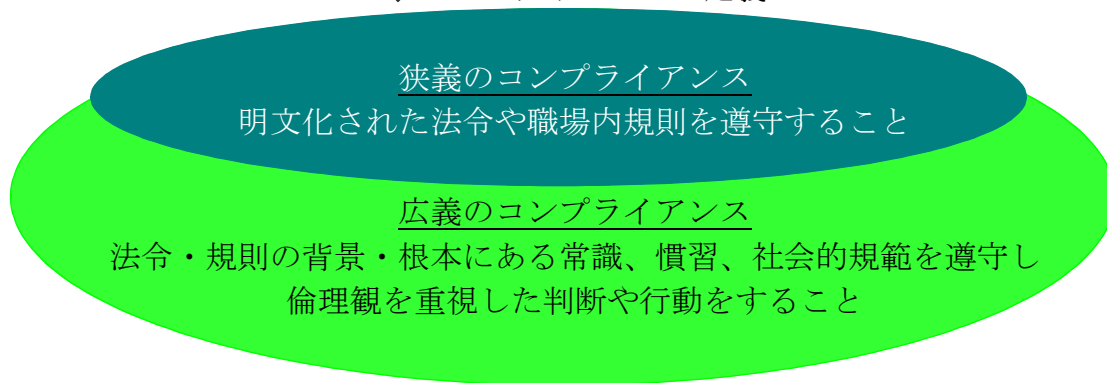 狭義のコンプライアンス
明文化された法令や職場内規則を遵守すること
広義のコンプライアンス
法令・規則の背景・根本にある常識、慣習、社会的規範を遵守し
倫理観を重視した判断や行動をすること